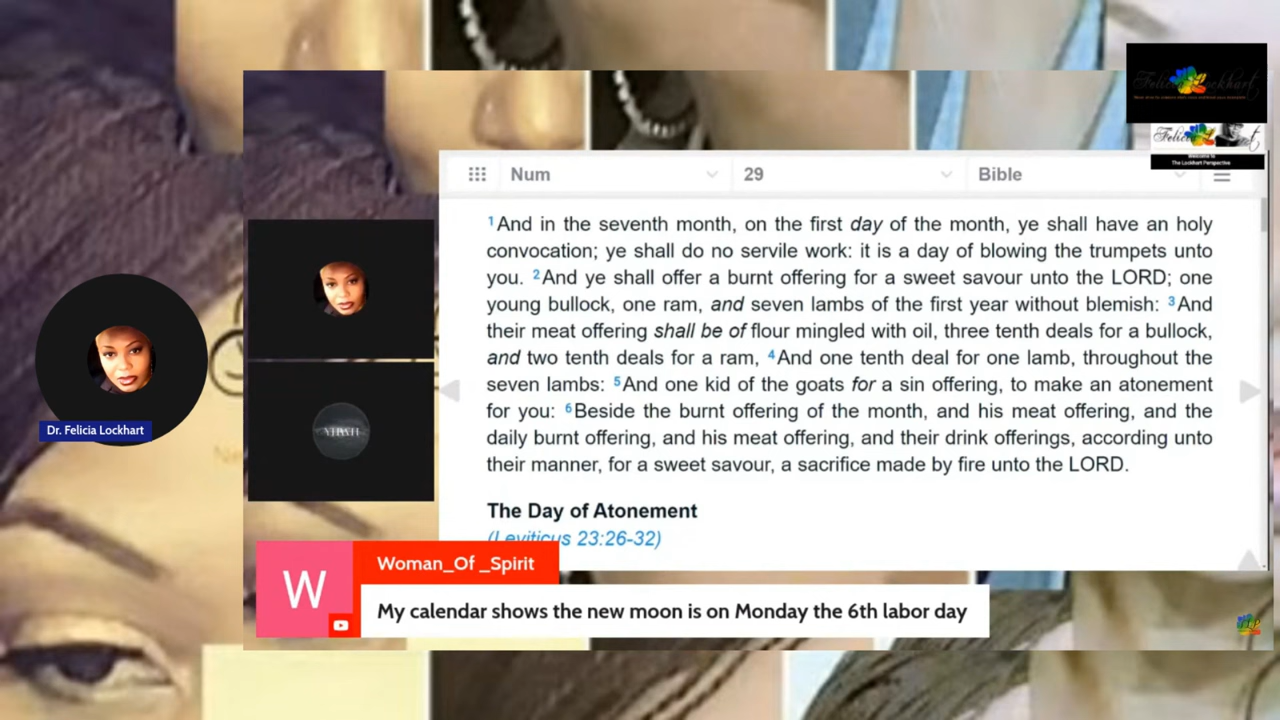 Felicia Lockhart
Welcome to
The Lockhart Perspective
Num
29
Bible
1And in the seventh month, on the first day of the month, ye shall have an holy
convocation; ye shall do no servile work: it is a day of blowing the trumpets unto
you. 2And ye shall offer a burnt offering for a sweet savour unto the LORD; one
young bullock, one ram, and seven lambs of the first year without blemish: 3And
their meat offering shall be of flour mingled with oil, three tenth deals for a bullock,
and two tenth deals for a ram, 4And one tenth deal for one lamb, throughout the
seven lambs: 5And one kid of the goats for a sin offering, to make an atonement
for you: 6Beside the burnt offering of the month, and his meat offering, and the
daily burnt offering, and his meat offering, and their drink offerings, according unto
their manner, for a sweet savour, a sacrifice made by fire unto the LORD.
The Day of Atonement
(Leviticus 23:26-32)
Dr. Felicia Lockhart
W
Woman_Of _Spirit
My calendar shows the new moon is on Monday the 6th labor day